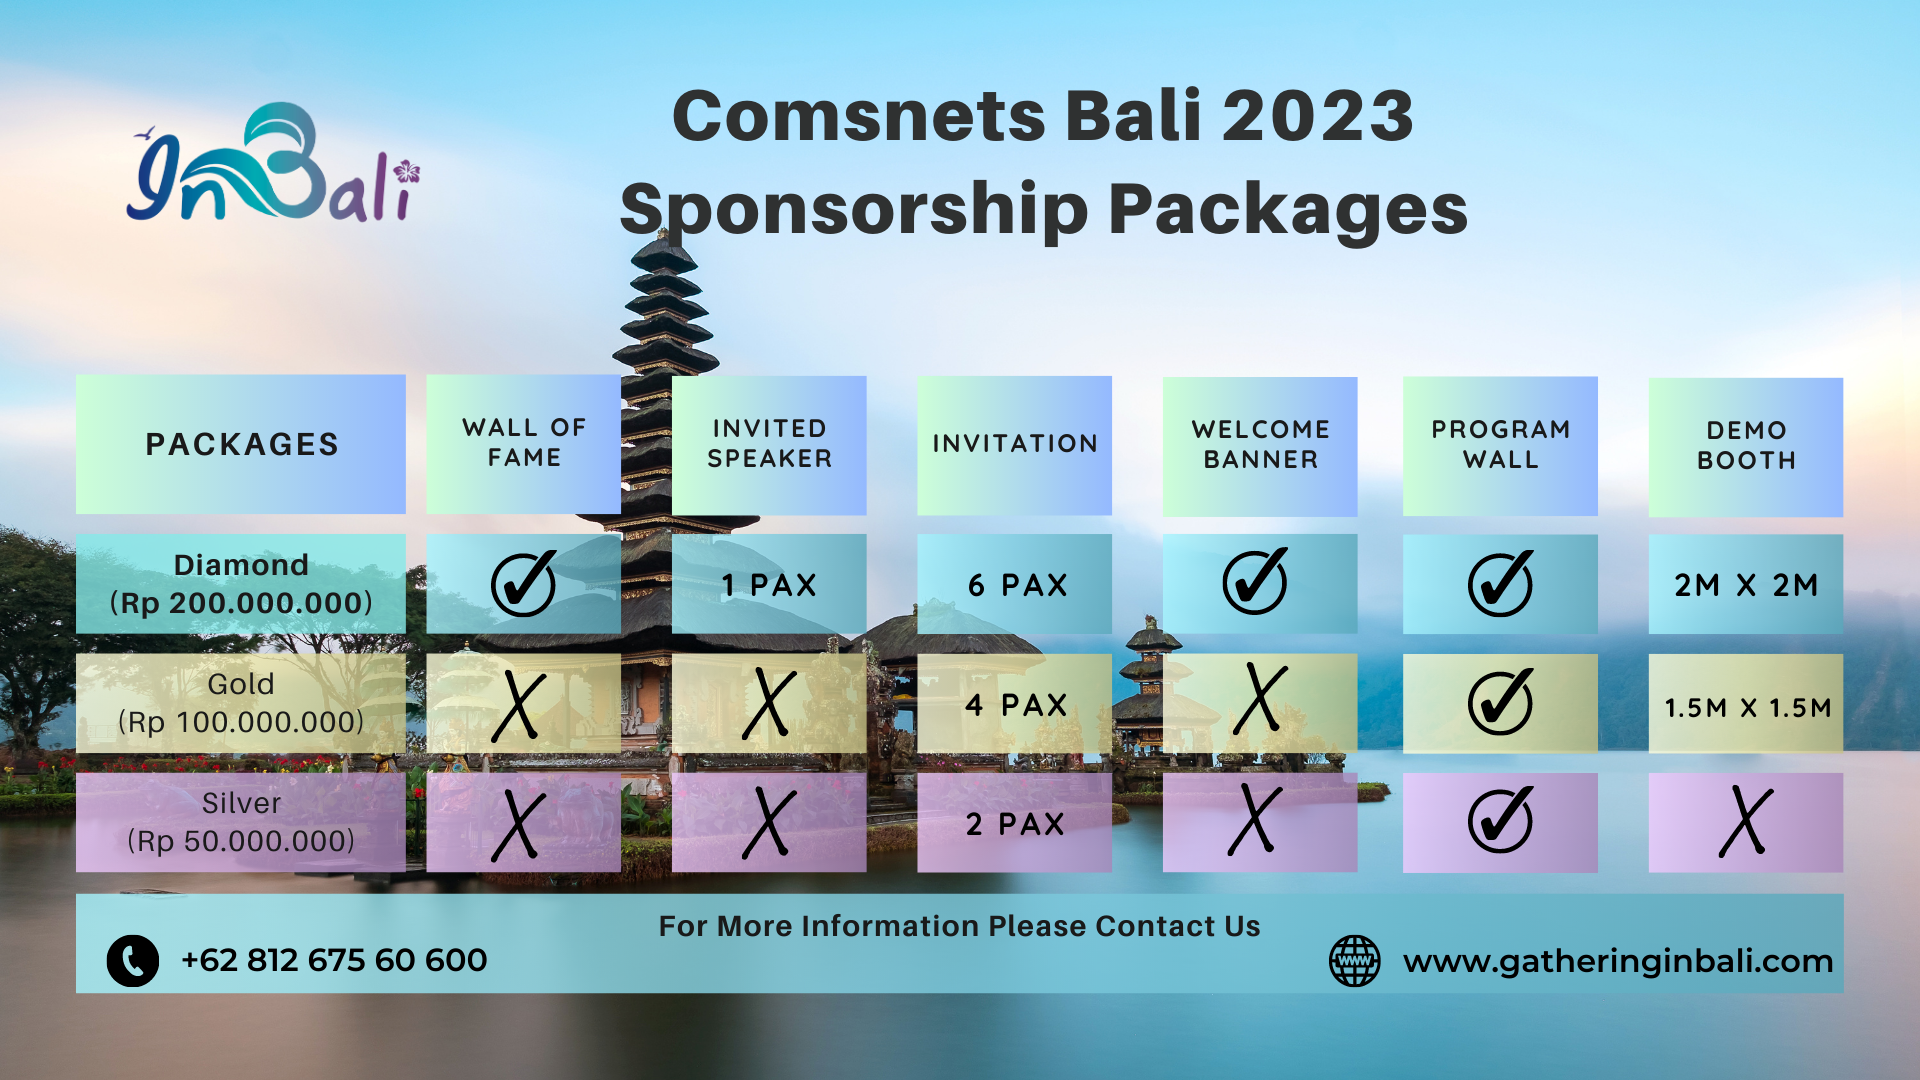 InBali
Comsnets Bali 2023
Sponsorship Packages
PACKAGES
WALL OF
FAME
INVITED
SPEAKER
INVITATION
WELCOME
BANNER
PROGRAM
WALL
DEMO
BOOTH
Diamond
(Rp 200.000.000)
1 PAX
6 PAX
2M X 2M
Gold
(Rp 100.000.000)
X
X
4 PAX
X
1.5M X 1.5M
Silver
(Rp 50.000.000)
X
X
2 PAX
X
X
For More Information Please Contact Us
+62 812 675 60 600
www
www.gatheringinbali.com